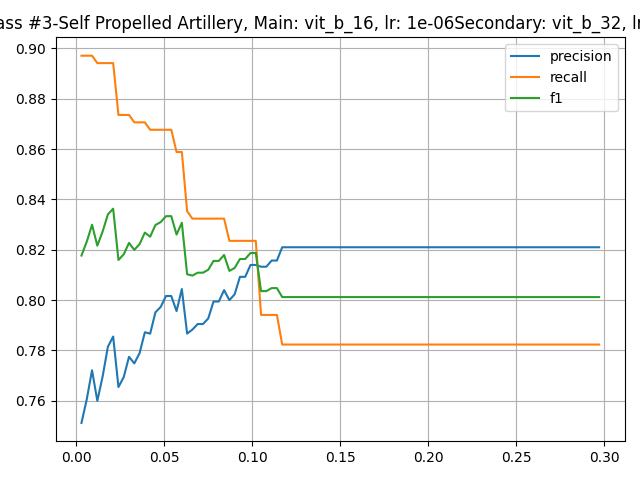 ass #3-Self Propelled Artillery, Main: vit_b_16, lr: 1e-06Secondary: vit_b_32, lr
precision
recall
f1
0.90
0.88
0.86
0.84
0.82
0.80
0.78
0.76
0.00 0.05 0.10 0.15 0.20 0.25 0.30